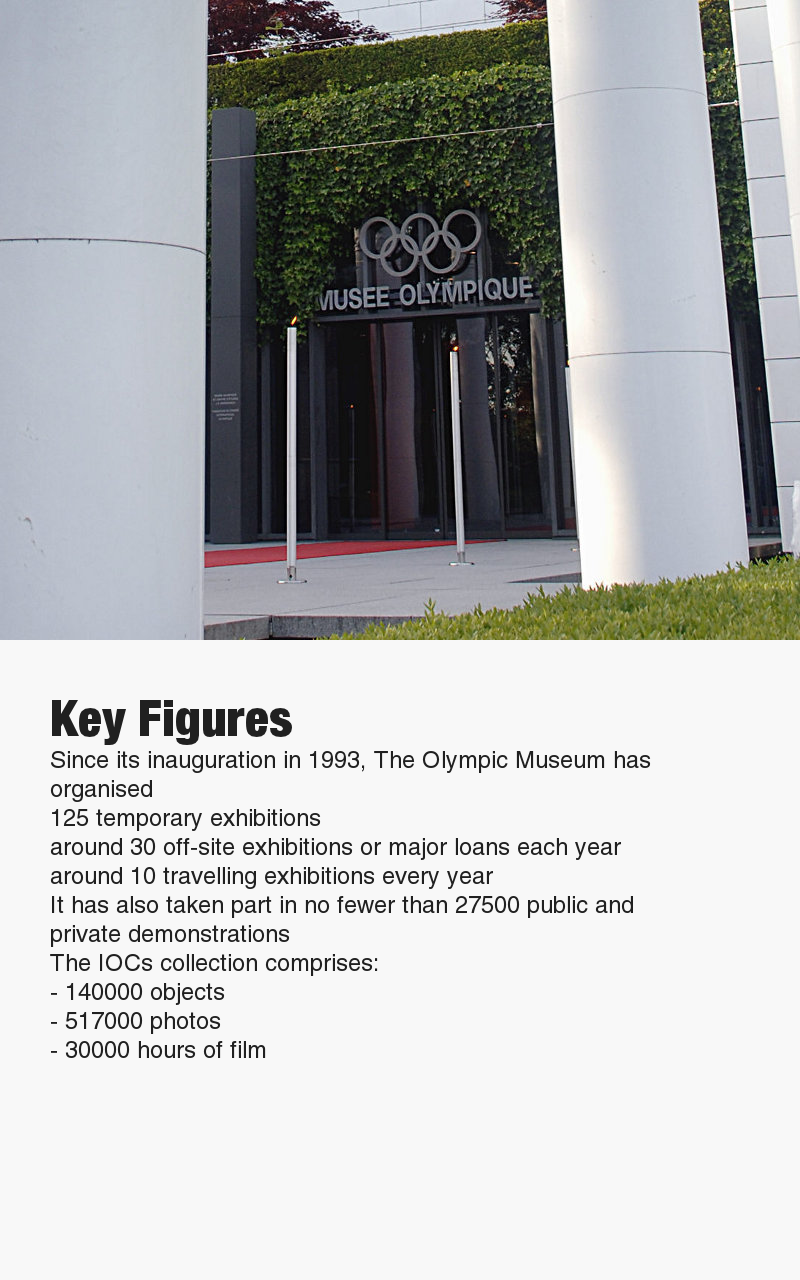 MUSEE OLYMPIQUE
Key Figures
Since its inauguration in 1993, The Olympic Museum has
organised
125 temporary exhibitions
around 30 off-site exhibitions or major loans each year
around 10 travelling exhibitions every year
It has also taken part in no fewer than 27500 public and
private demonstrations
The IOCs collection comprises:
- 140000 objects
- 517000 photos
- 30000 hours of film